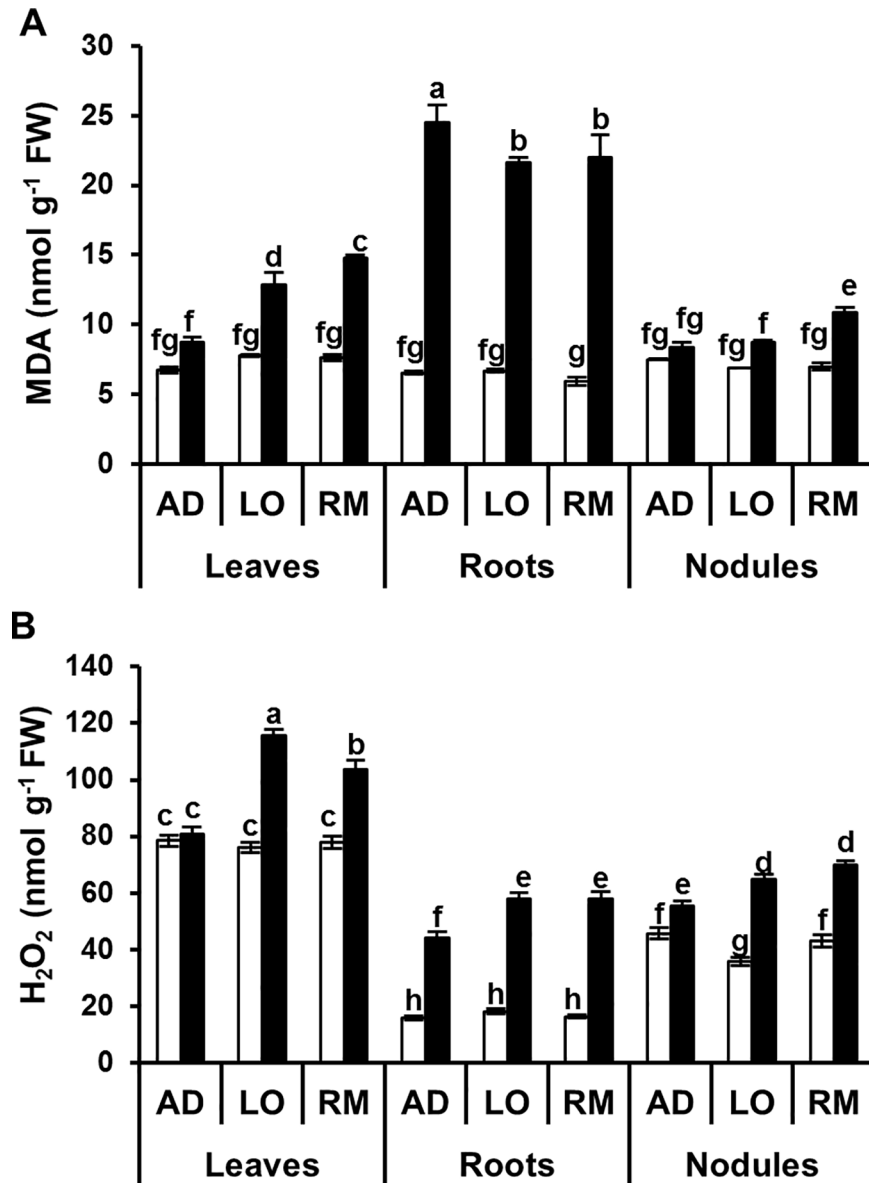 A
MDA (nmol g⁻¹ FW)
30
25
20
15
10
5
0
fg f fg d fg c fg a fg b g b fg fg fg f fg e
AD LO RM AD LO RM AD LO RM
Leaves Roots Nodules
B
H₂O₂ (nmol g⁻¹ FW)
140
120
100
80
60
40
20
0
c c c a c b h f h e h e f e g d f d
AD LO RM AD LO RM AD LO RM
Leaves Roots Nodules